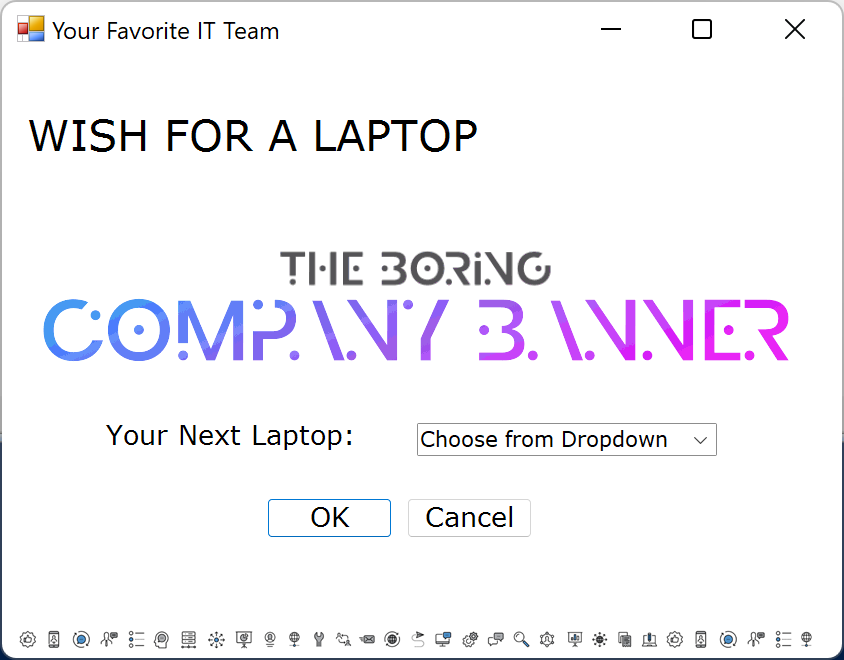 Your Favorite IT Team
WISH FOR A LAPTOP
THE BORING
COMPANY BANNER
Your Next Laptop:
Choose from Dropdown
OK
Cancel